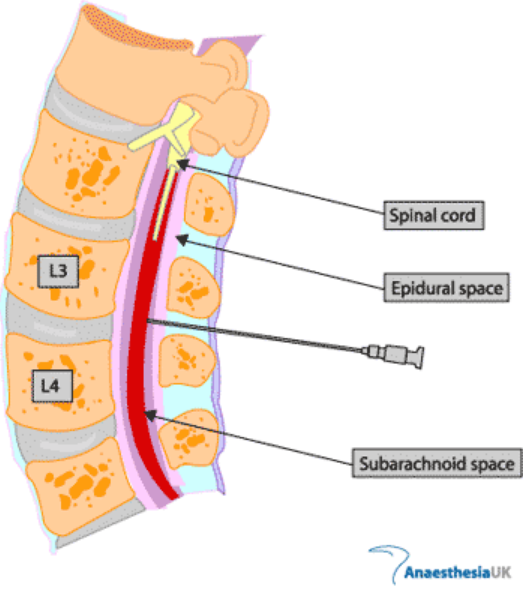 Spinal cord
L3
Epidural space
L4
Subarachnoid space
AnaesthesiaUK